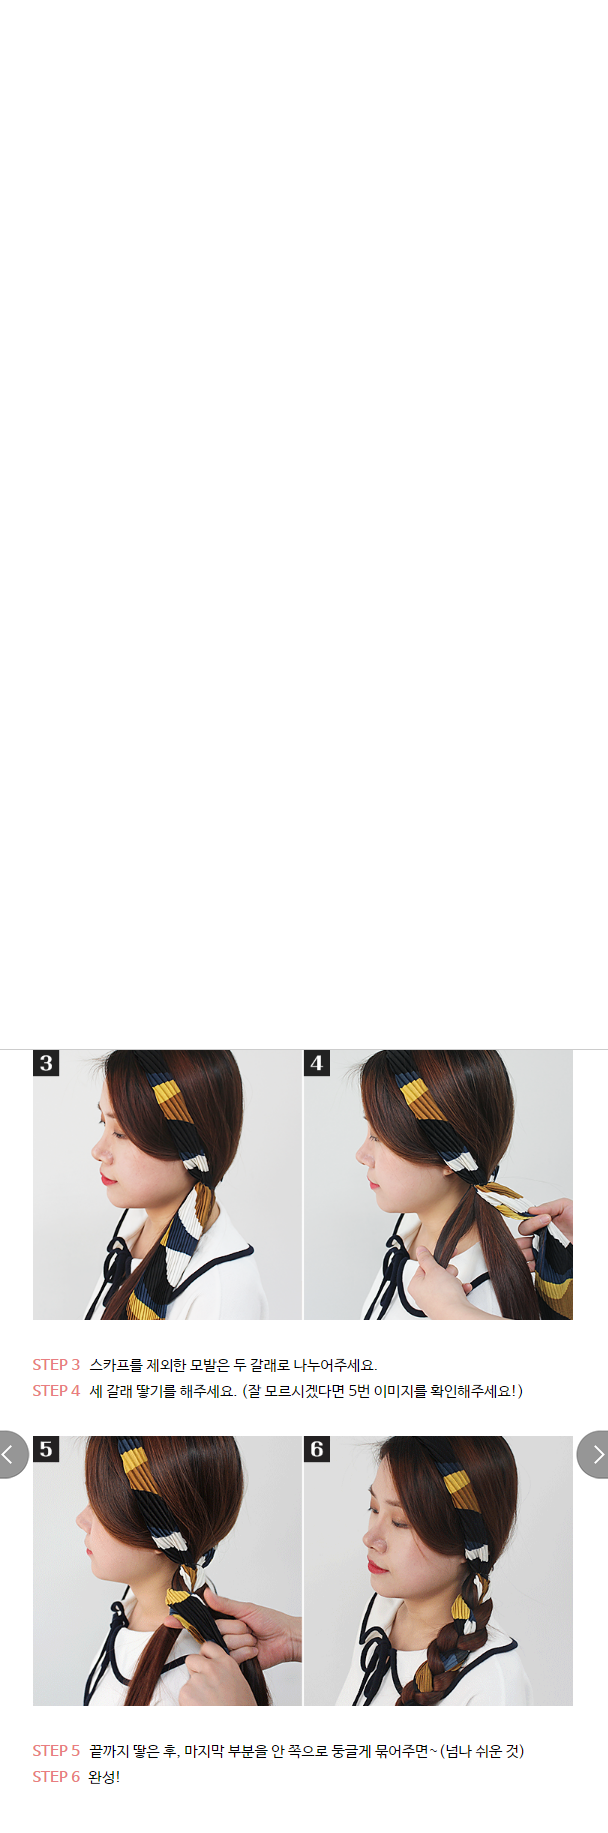 3 4
STEP 3 스카프를 제외한 모발은 두 갈래로 나누어주세요.
STEP 4 세 갈래 땋기를 해주세요. (잘 모르시겠다면 5번 이미지를 확인해주세요!)
5 6
STEP 5 끝까지 땋은 후, 마지막 부분을 안 쪽으로 둥글게 묶어주면~(넘나 쉬운 것)
STEP 6 완성!